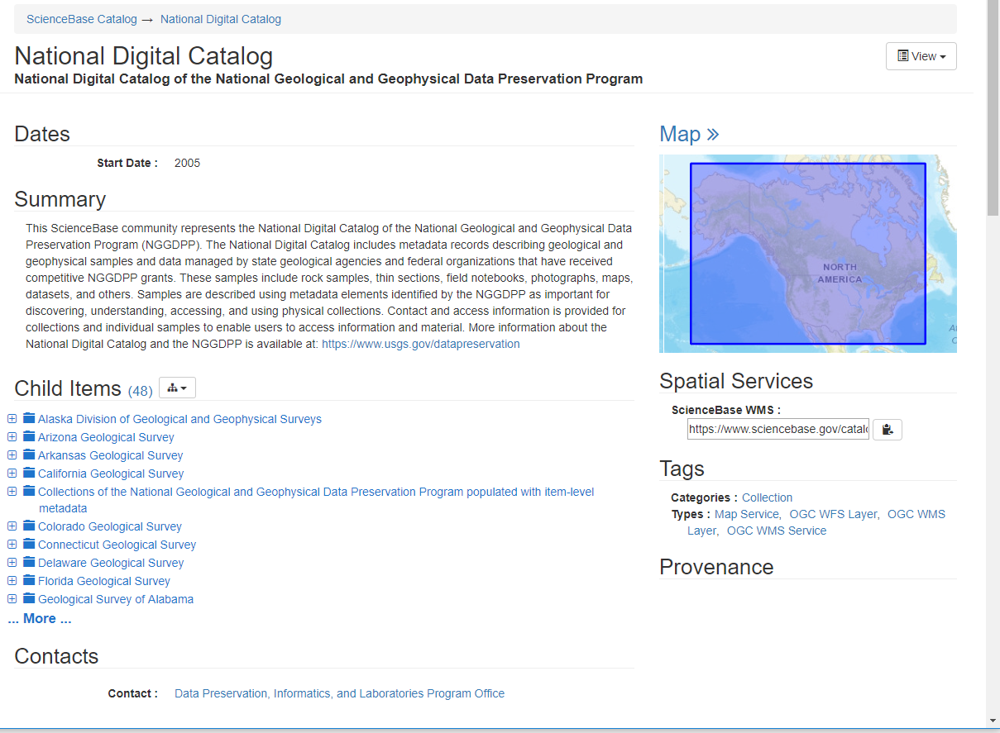 ScienceBase Catalog → National Digital Catalog
National Digital Catalog
View
National Digital Catalog of the National Geological and Geophysical Data Preservation Program
Dates
Start Date : 2005
Summary
This ScienceBase community represents the National Digital Catalog of the National Geological and Geophysical Data
Preservation Program (NGGDPP). The National Digital Catalog includes metadata records describing geological and
geophysical samples and data managed by state geological agencies and federal organizations that have received
competitive NGGDPP grants. These samples include rock samples, thin sections, field notebooks, photographs, maps,
datasets, and others. Samples are described using metadata elements identified by the NGGDPP as important for
discovering, understanding, accessing, and using physical collections. Contact and access information is provided for
collections and individual samples to enable users to access information and material. More information about the
National Digital Catalog and the NGGDPP is available at: https://www.usgs.gov/datapreservation
Child Items (48)
Alaska Division of Geological and Geophysical Surveys
Arizona Geological Survey
Arkansas Geological Survey
California Geological Survey
Collections of the National Geological and Geophysical Data Preservation Program populated with item-level
metadata
Colorado Geological Survey
Connecticut Geological Survey
Delaware Geological Survey
Florida Geological Survey
Geological Survey of Alabama
... More ...
Contacts
Contact : Data Preservation, Informatics, and Laboratories Program Office
Map »
NORTH
AMERICA
Spatial Services
ScienceBase WMS :
https://www.sciencebase.gov/catalo
Tags
Categories : Collection
Types : Map Service, OGC WFS Layer, OGC WMS
Layer, OGC WMS Service
Provenance